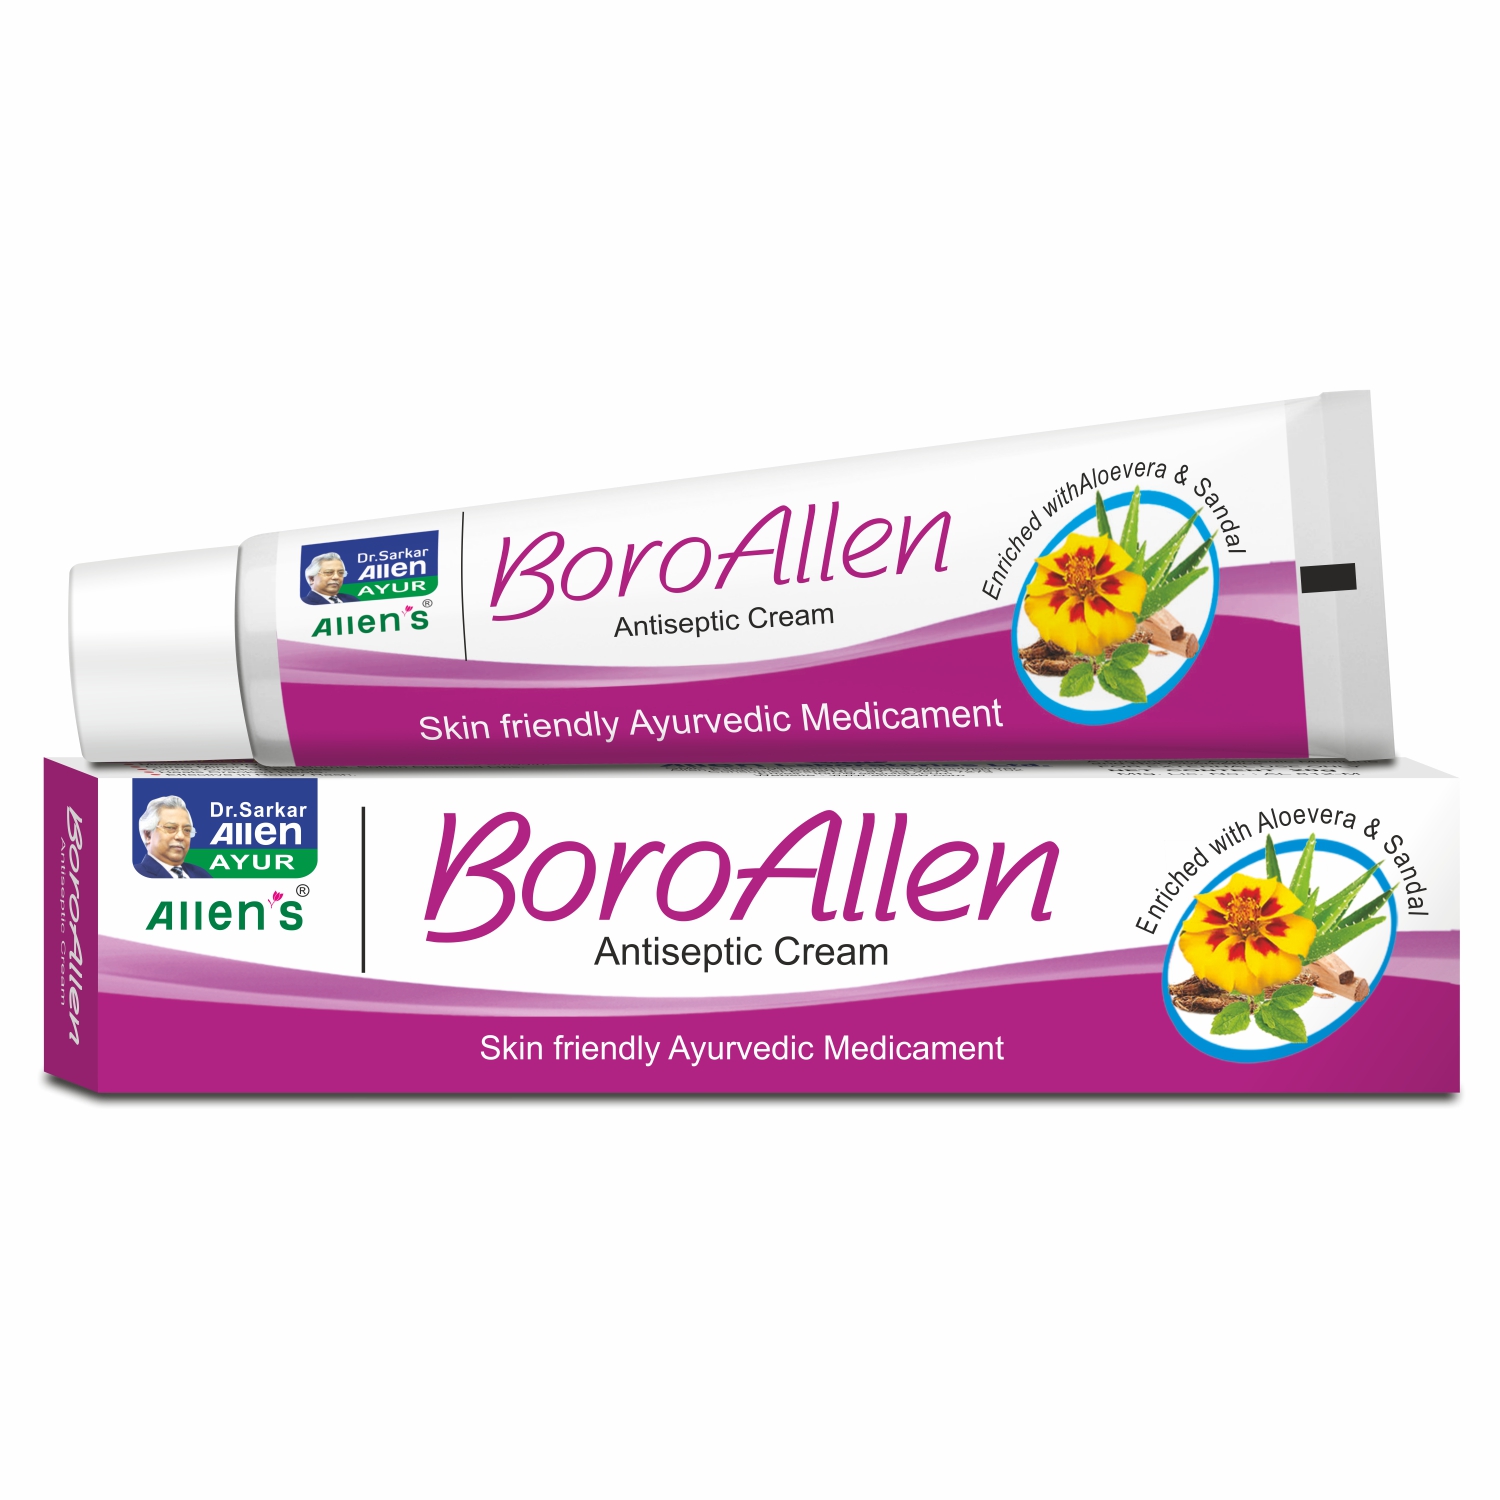 Dr.Sarkar
Allen
AYUR
Allen's®
BoroAllen
Antiseptic Cream
Skin friendly Ayurvedic Medicament
Enriched withAloevera & Sandal
BoroAllen
Antiseptic Cream
Dr.Sarkar
Allen
AYUR
Allen's®
BoroAllen
Antiseptic Cream
Skin friendly Ayurvedic Medicament
Enriched with Aloevera & Sandal